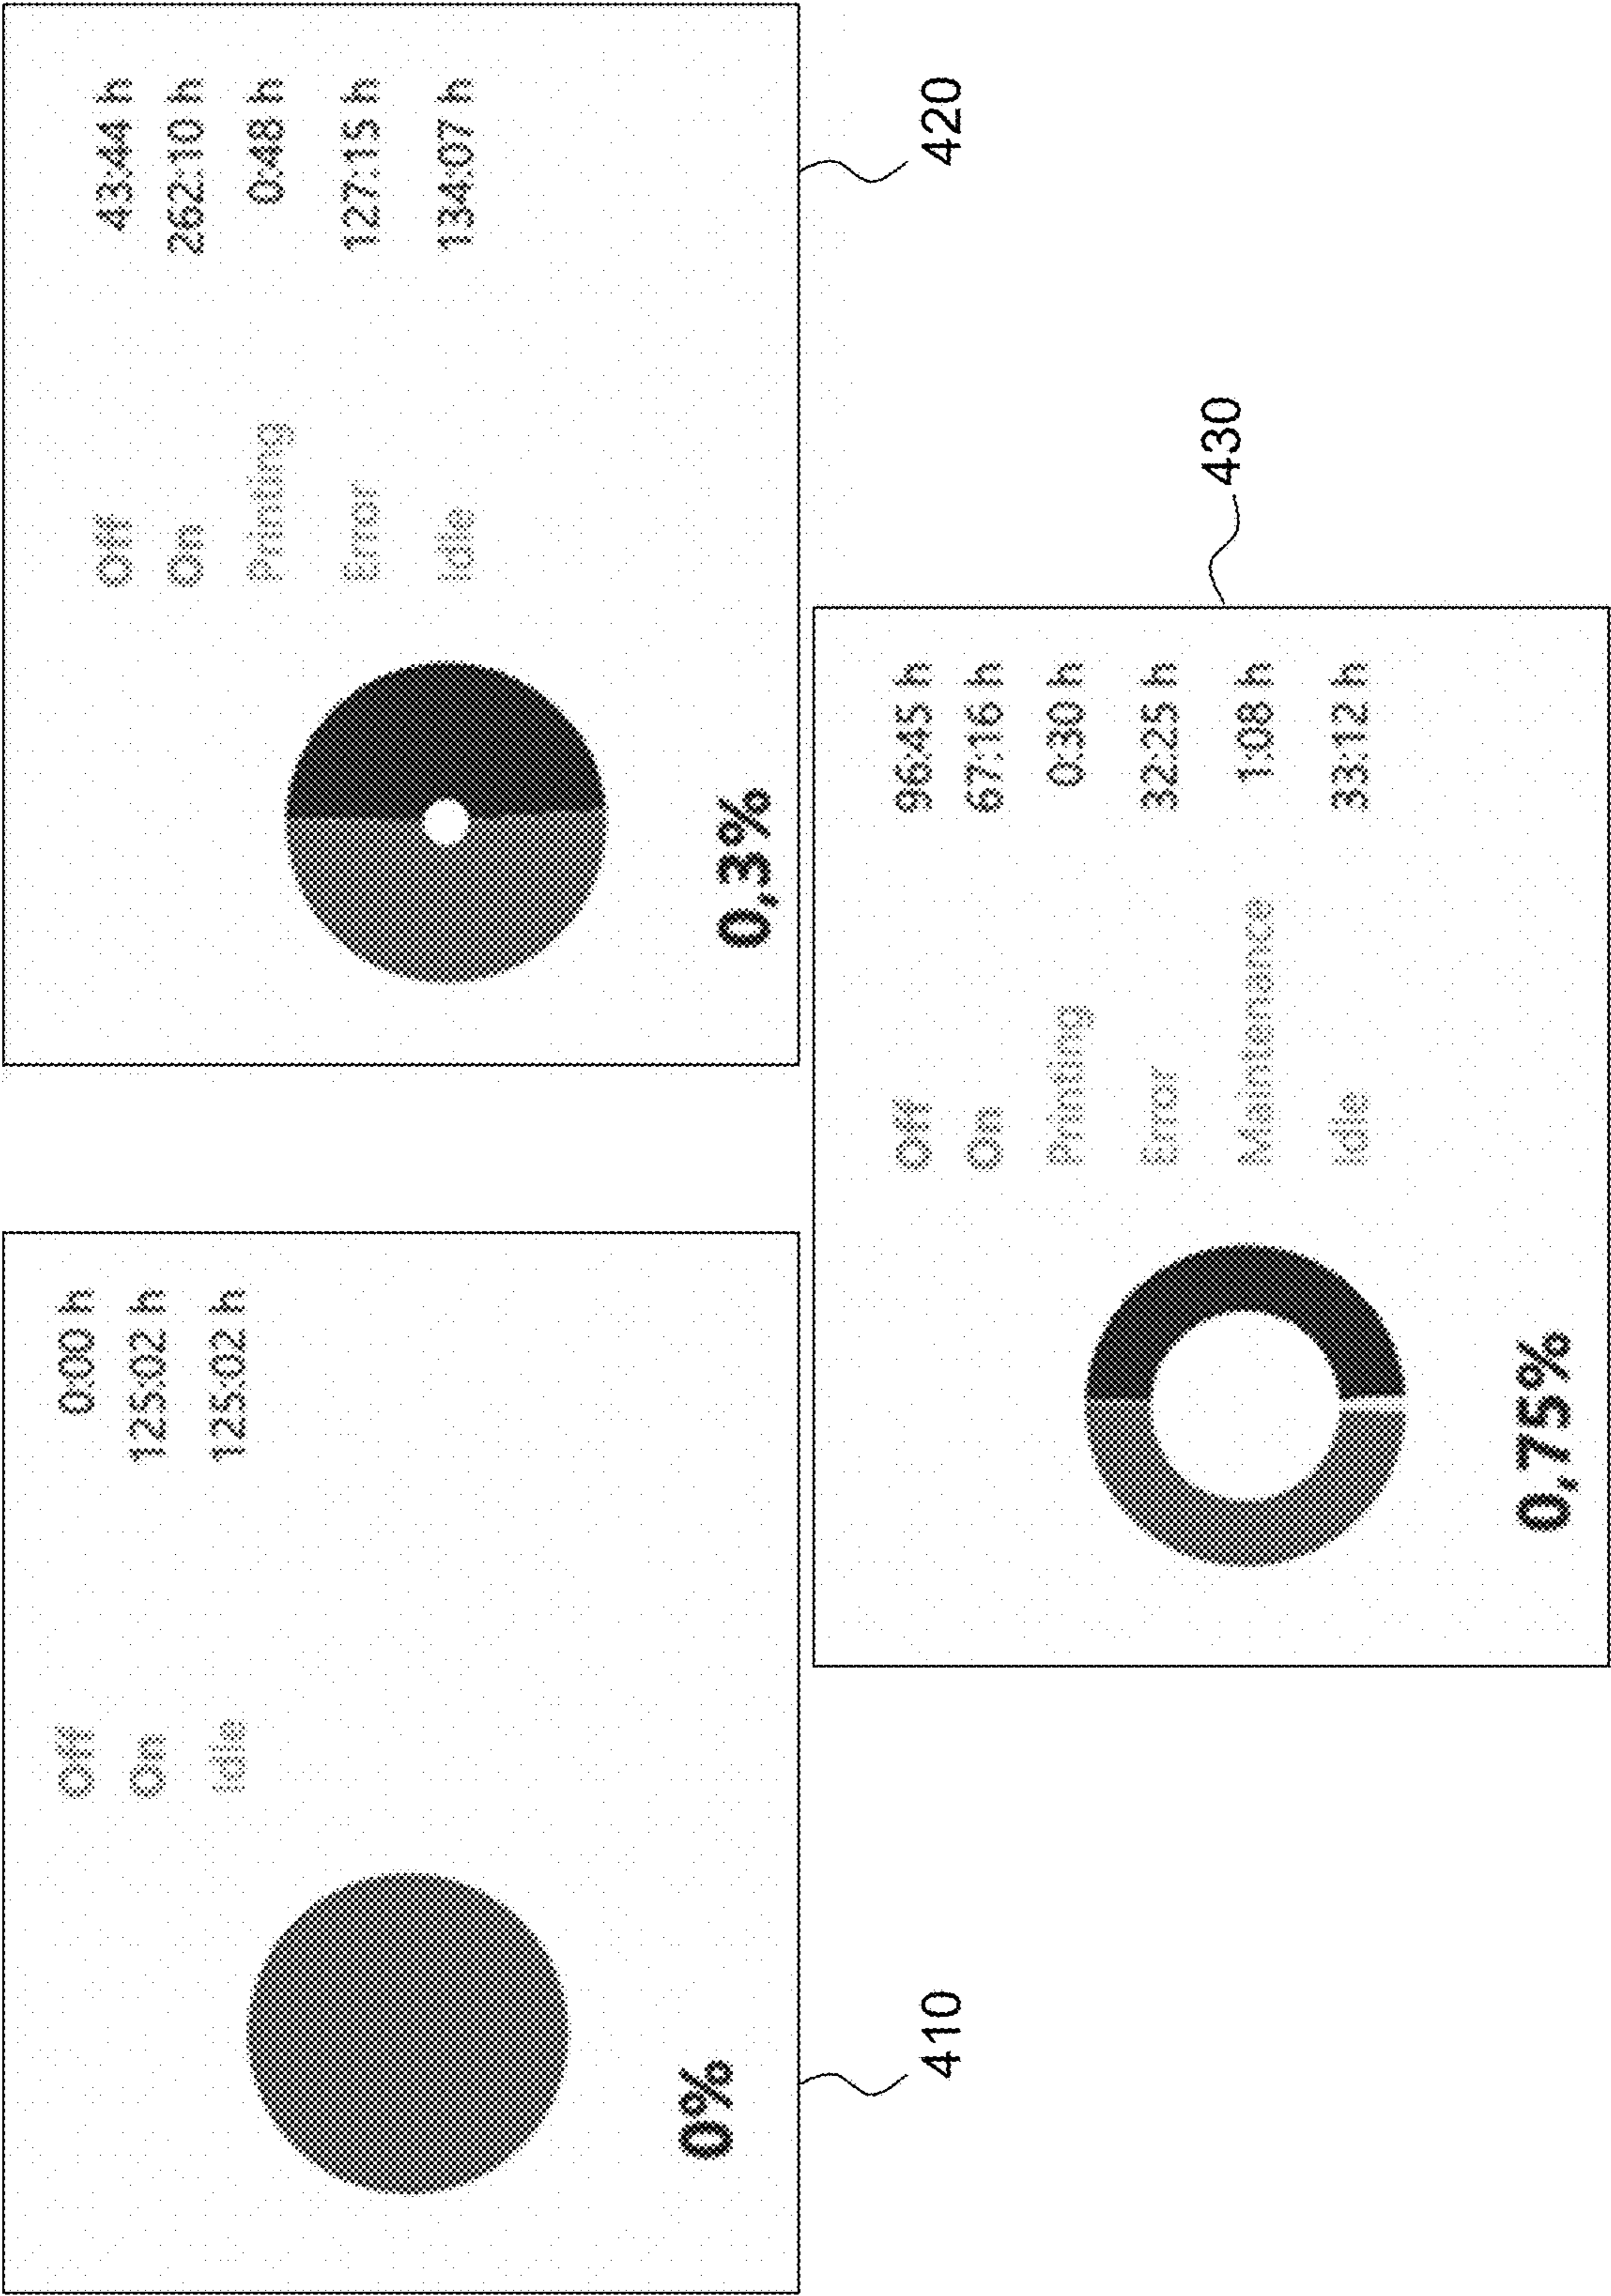 Off 0:00 h
On 125:02 h
Idle 125:02 h
0%
410
Off 43:44 h
On 262:10 h
Printing 0:48 h
Error 127:15 h
Idle 134:07 h
0,3%
420
Off 96:45 h
On 67:16 h
Printing 0:30 h
Error 32:25 h
Maintenance 1:08 h
Idle 33:12 h
0,75%
430